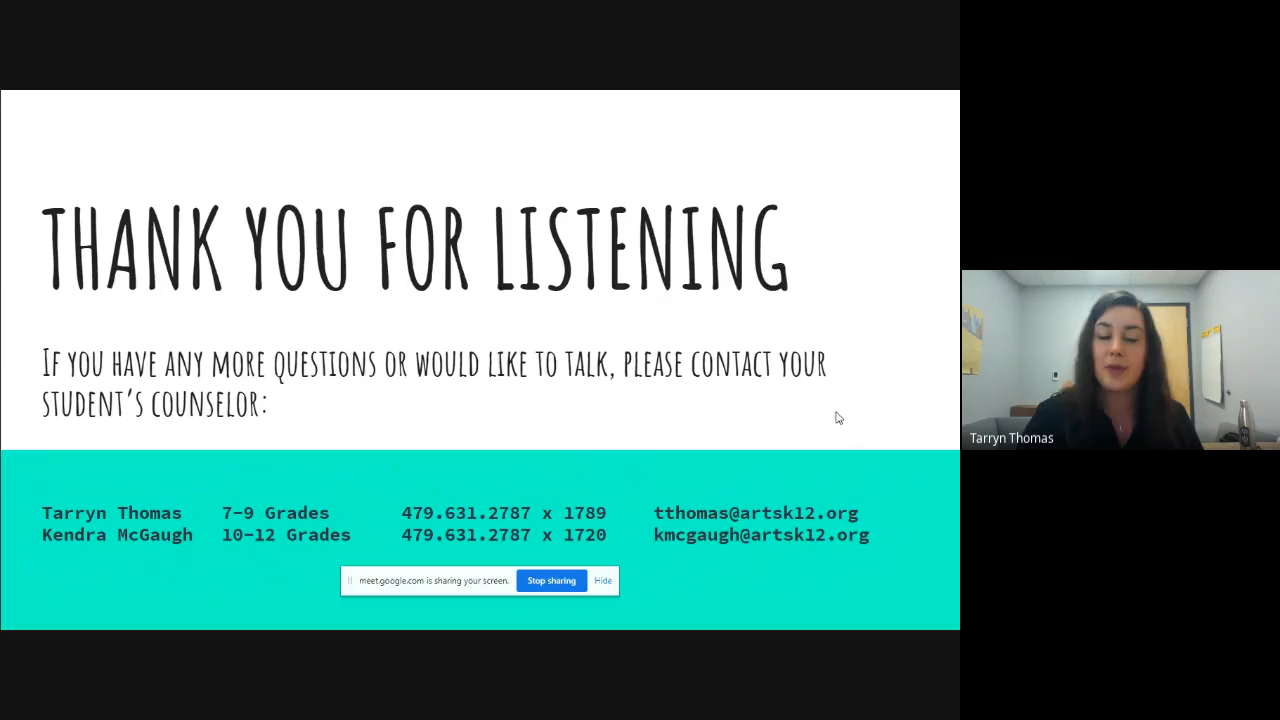 THANK YOU FOR LISTENING
IF YOU HAVE ANY MORE QUESTIONS OR WOULD LIKE TO TALK, PLEASE CONTACT YOUR
STUDENT'S COUNSELOR:
Tarryn Thomas 7-9 Grades 479.631.2787 x 1789 tthomas@artsk12.org
Kendra McGaugh 10-12 Grades 479.631.2787 x 1720 kmcgaugh@artsk12.org
meet.google.com is sharing your screen. Stop sharing Hide
Tarryn Thomas